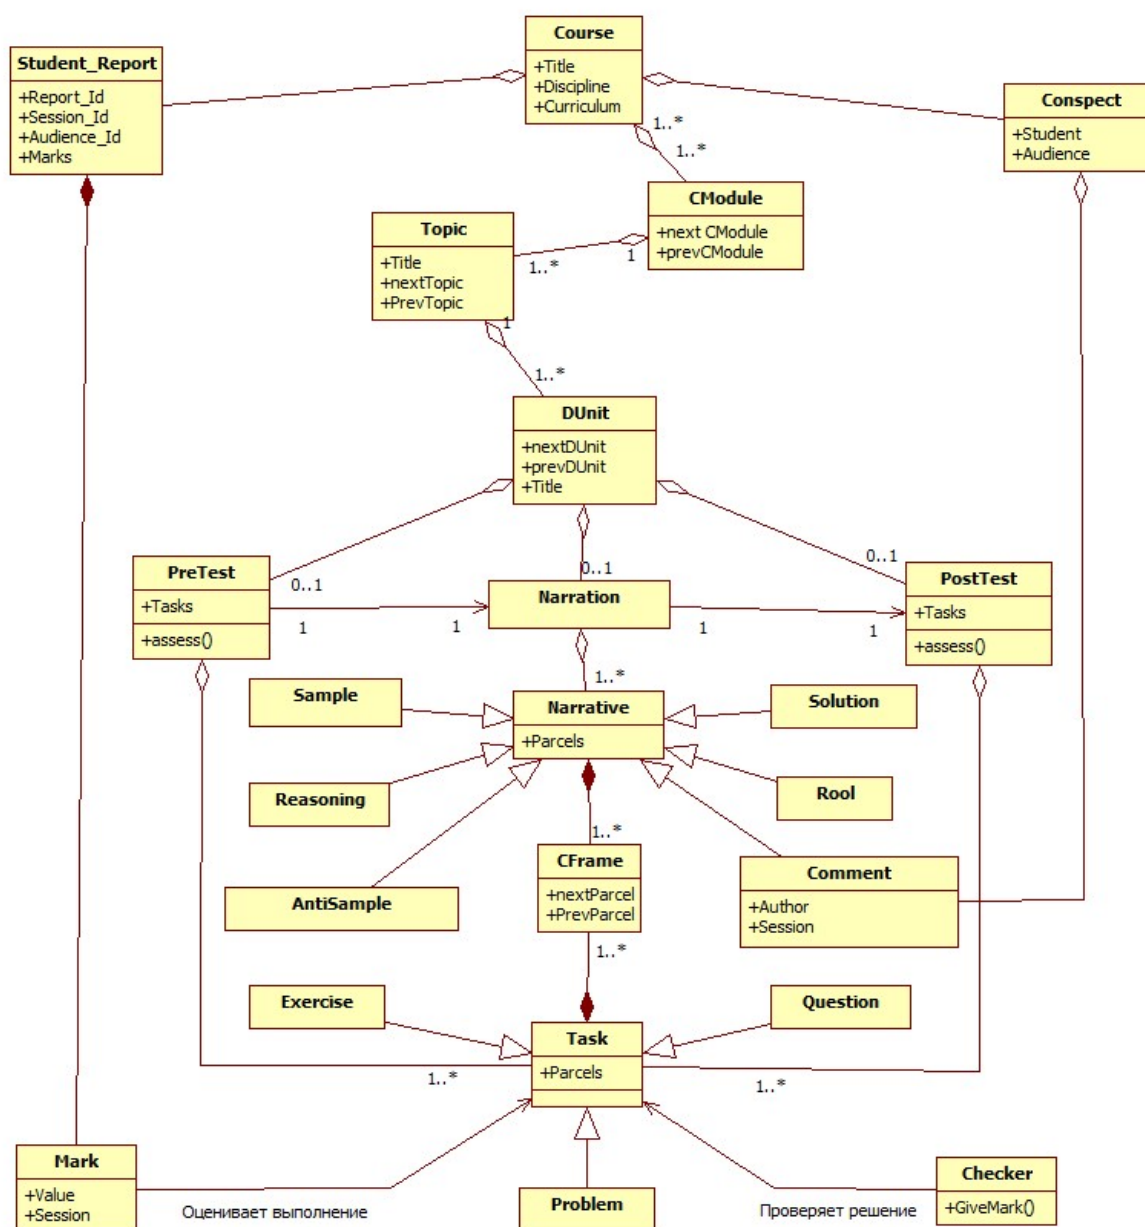 Course
+Title
+Discipline
+Curriculum
Student_Report
+Report_Id
+Session_Id
+Audience_Id
+Marks
Conspect
+Student
+Audience
1..*
1..*
CModule
+next CModule
+prevCModule
Topic
+Title
+nextTopic
+PrevTopic
1..*
1
1
1..*
DUnit
+nextDUnit
+prevDUnit
+Title
0..1
0..1
0..1
PreTest
+Tasks
+assess()
Narration
PostTest
+Tasks
+assess()
1
1
1
1
1..*
Sample
Narrative
+Parcels
Solution
Reasoning
Rool
1..*
CFrame
+nextParcel
+PrevParcel
AntiSample
Comment
+Author
+Session
1..*
Exercise
Question
Task
+Parcels
1..*
1..*
Mark
+Value
+Session
Оценивает выполнение
Problem
Проверяет решение
Checker
+GiveMark()